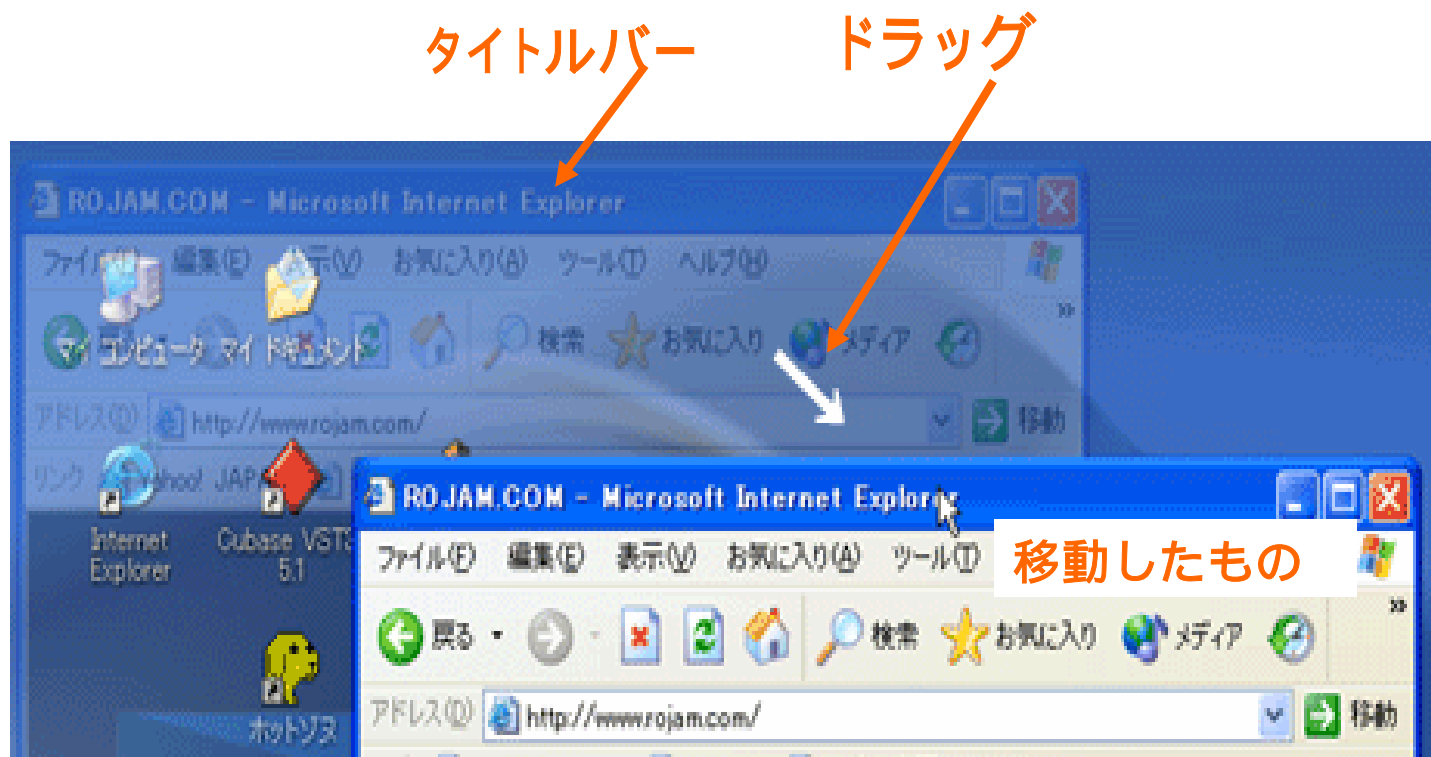 タイトルバー ドラッグ
ROJAM.COM - Microsoft Internet Explorer
編集(E) 表示(V) お気に入り(A) ツール(T) ヘルプ(H)
»
検索 お気に入り メディア
マイ コンピュータ マイ ドキュメント
アドレス(D) http://www.rojam.com/ 移動
リンク
ROJAM.COM - Microsoft Internet Explorer
Internet Explorer
Cubase VST 5.1
ファイル(F) 編集(E) 表示(V) お気に入り(A) ツール(T)
移動したもの
»
戻る 検索 お気に入り メディア
アドレス(D) http://www.rojam.com/ 移動
ホットゾヌ